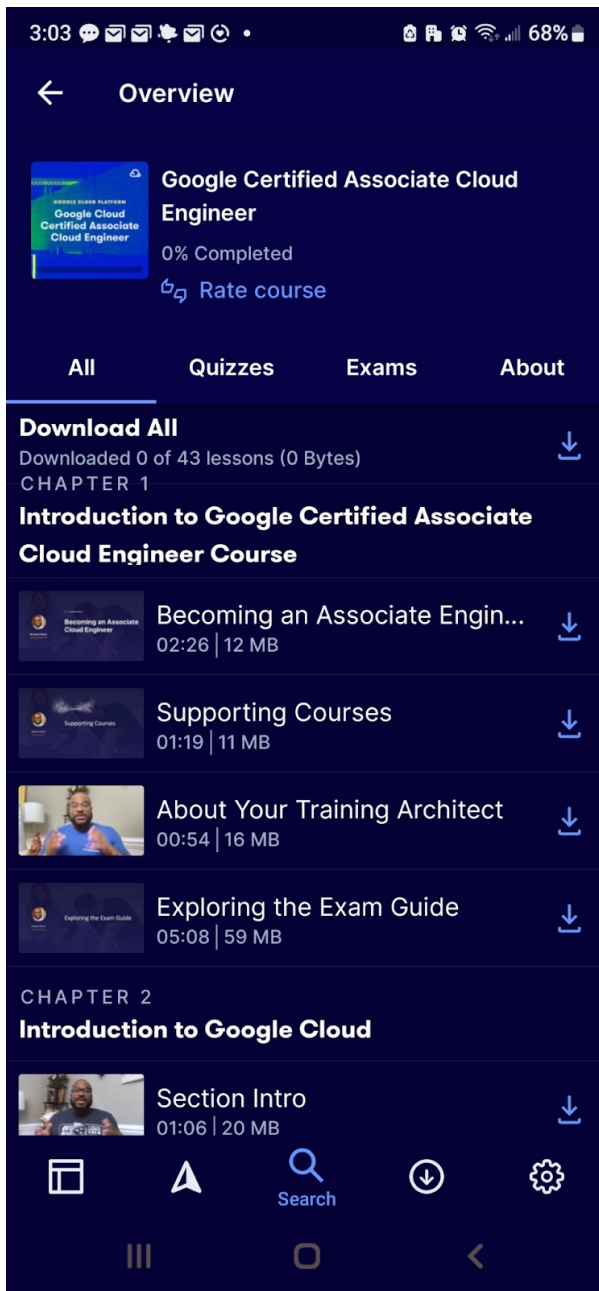 3:03
68%
Overview
GOOGLE CLOUD PLATFORM
Google Cloud
Certified Associate
Cloud Engineer
Google Certified Associate Cloud
Engineer
0% Completed
Rate course
All Quizzes Exams About
Download All
Downloaded 0 of 43 lessons (0 Bytes)
CHAPTER 1
Introduction to Google Certified Associate
Cloud Engineer Course
Becoming an Associate
Cloud Engineer
Becoming an Associate Engin...
02:26 | 12 MB
Supporting Courses
Supporting Courses
01:19 | 11 MB
About Your Training Architect
00:54 | 16 MB
Exploring the Exam Guide
Exploring the Exam Guide
05:08 | 59 MB
CHAPTER 2
Introduction to Google Cloud
Section Intro
01:06 | 20 MB
Search